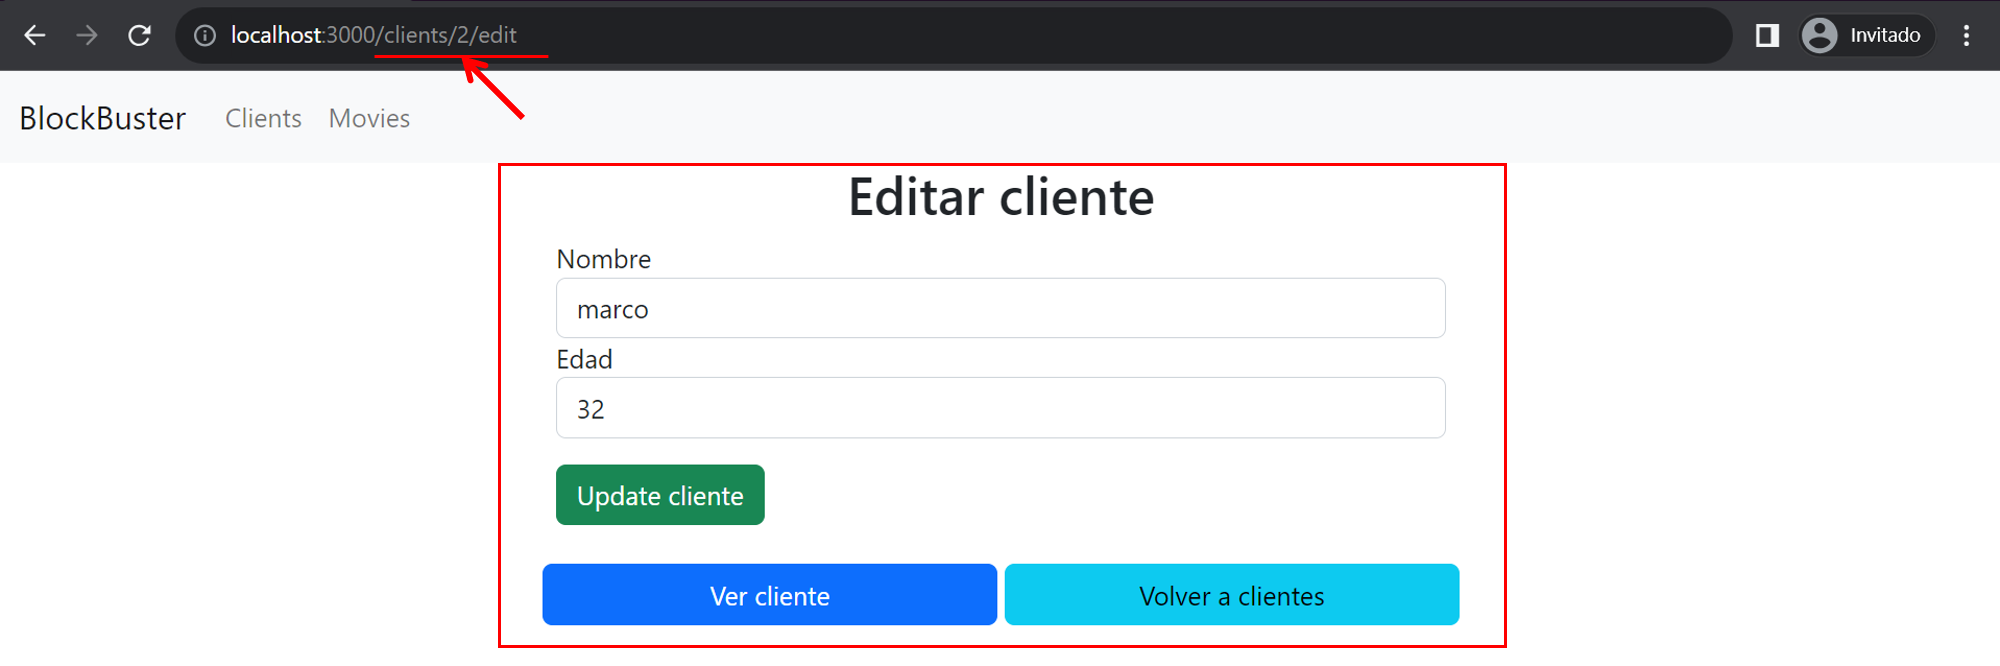 localhost:3000/clients/2/edit
Invitado
BlockBuster Clients Movies
Editar cliente
Nombre
marco
Edad
32
Update cliente
Ver cliente
Volver a clientes